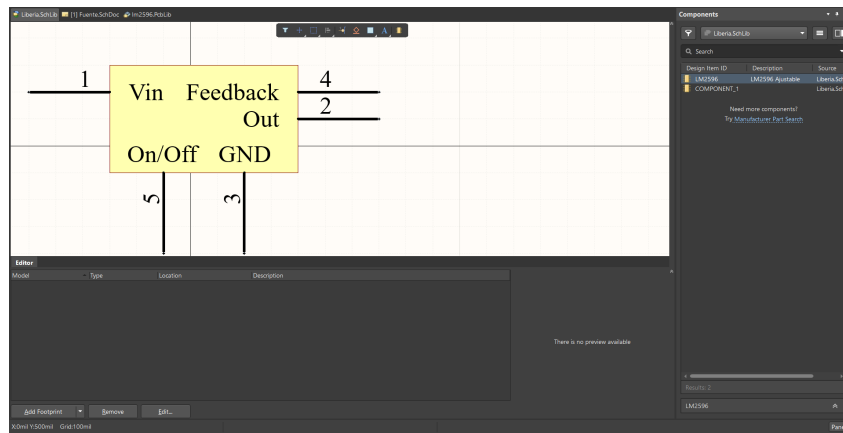 Liberia.SchLib [1] Fuente.SchDoc lm2596.PcbLib
1 Vin Feedback 4
Out 2
On/Off GND
5 3
Editor
Model Type Location Description
There is no preview available
Add Footprint Remove Edit...
X:0mil Y:500mil Grid:100mil
Components
Liberia.SchLib
Search
Design Item ID Description Source
LM2596 LM2596 Ajustable Liberia.Sch
COMPONENT_1 Liberia.Sch
Need more components?
Try Manufacturer Part Search
Results: 2
LM2596
Pane